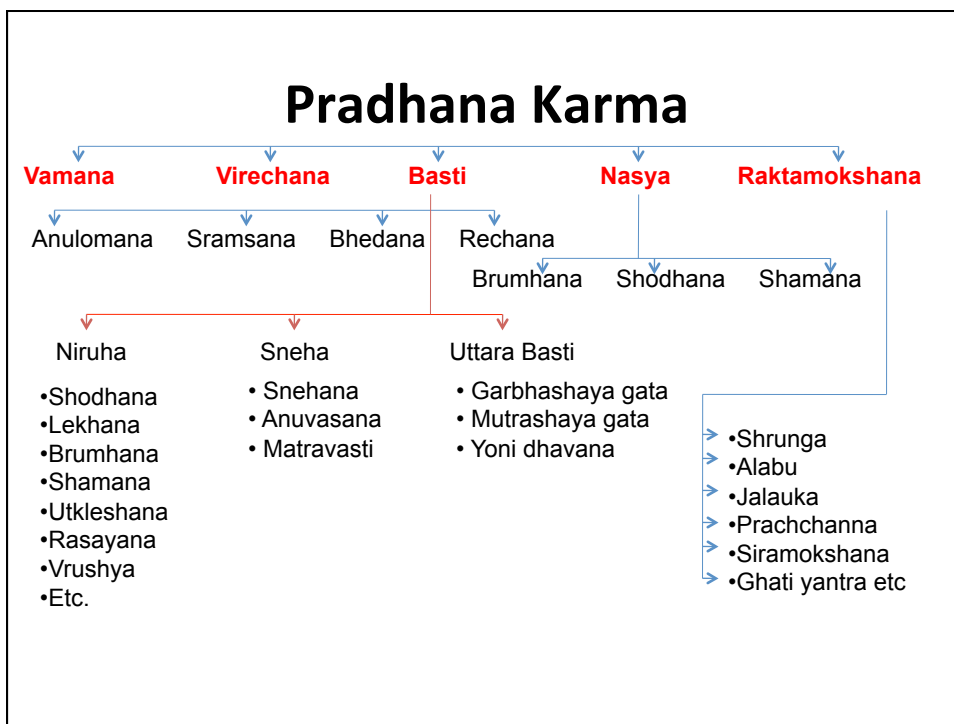 Pradhana Karma
Vamana Virechana Basti Nasya Raktamokshana
Anulomana Sramsana Bhedana Rechana
Brumhana Shodhana Shamana
Niruha Sneha Uttara Basti
•Shodhana
•Lekhana
•Brumhana
•Shamana
•Utkleshana
•Rasayana
•Vrushya
•Etc.
• Snehana
• Anuvasana
• Matravasti
• Garbhashaya gata
• Mutrashaya gata
• Yoni dhavana
•Shrunga
•Alabu
•Jalauka
•Prachchanna
•Siramokshana
•Ghati yantra etc